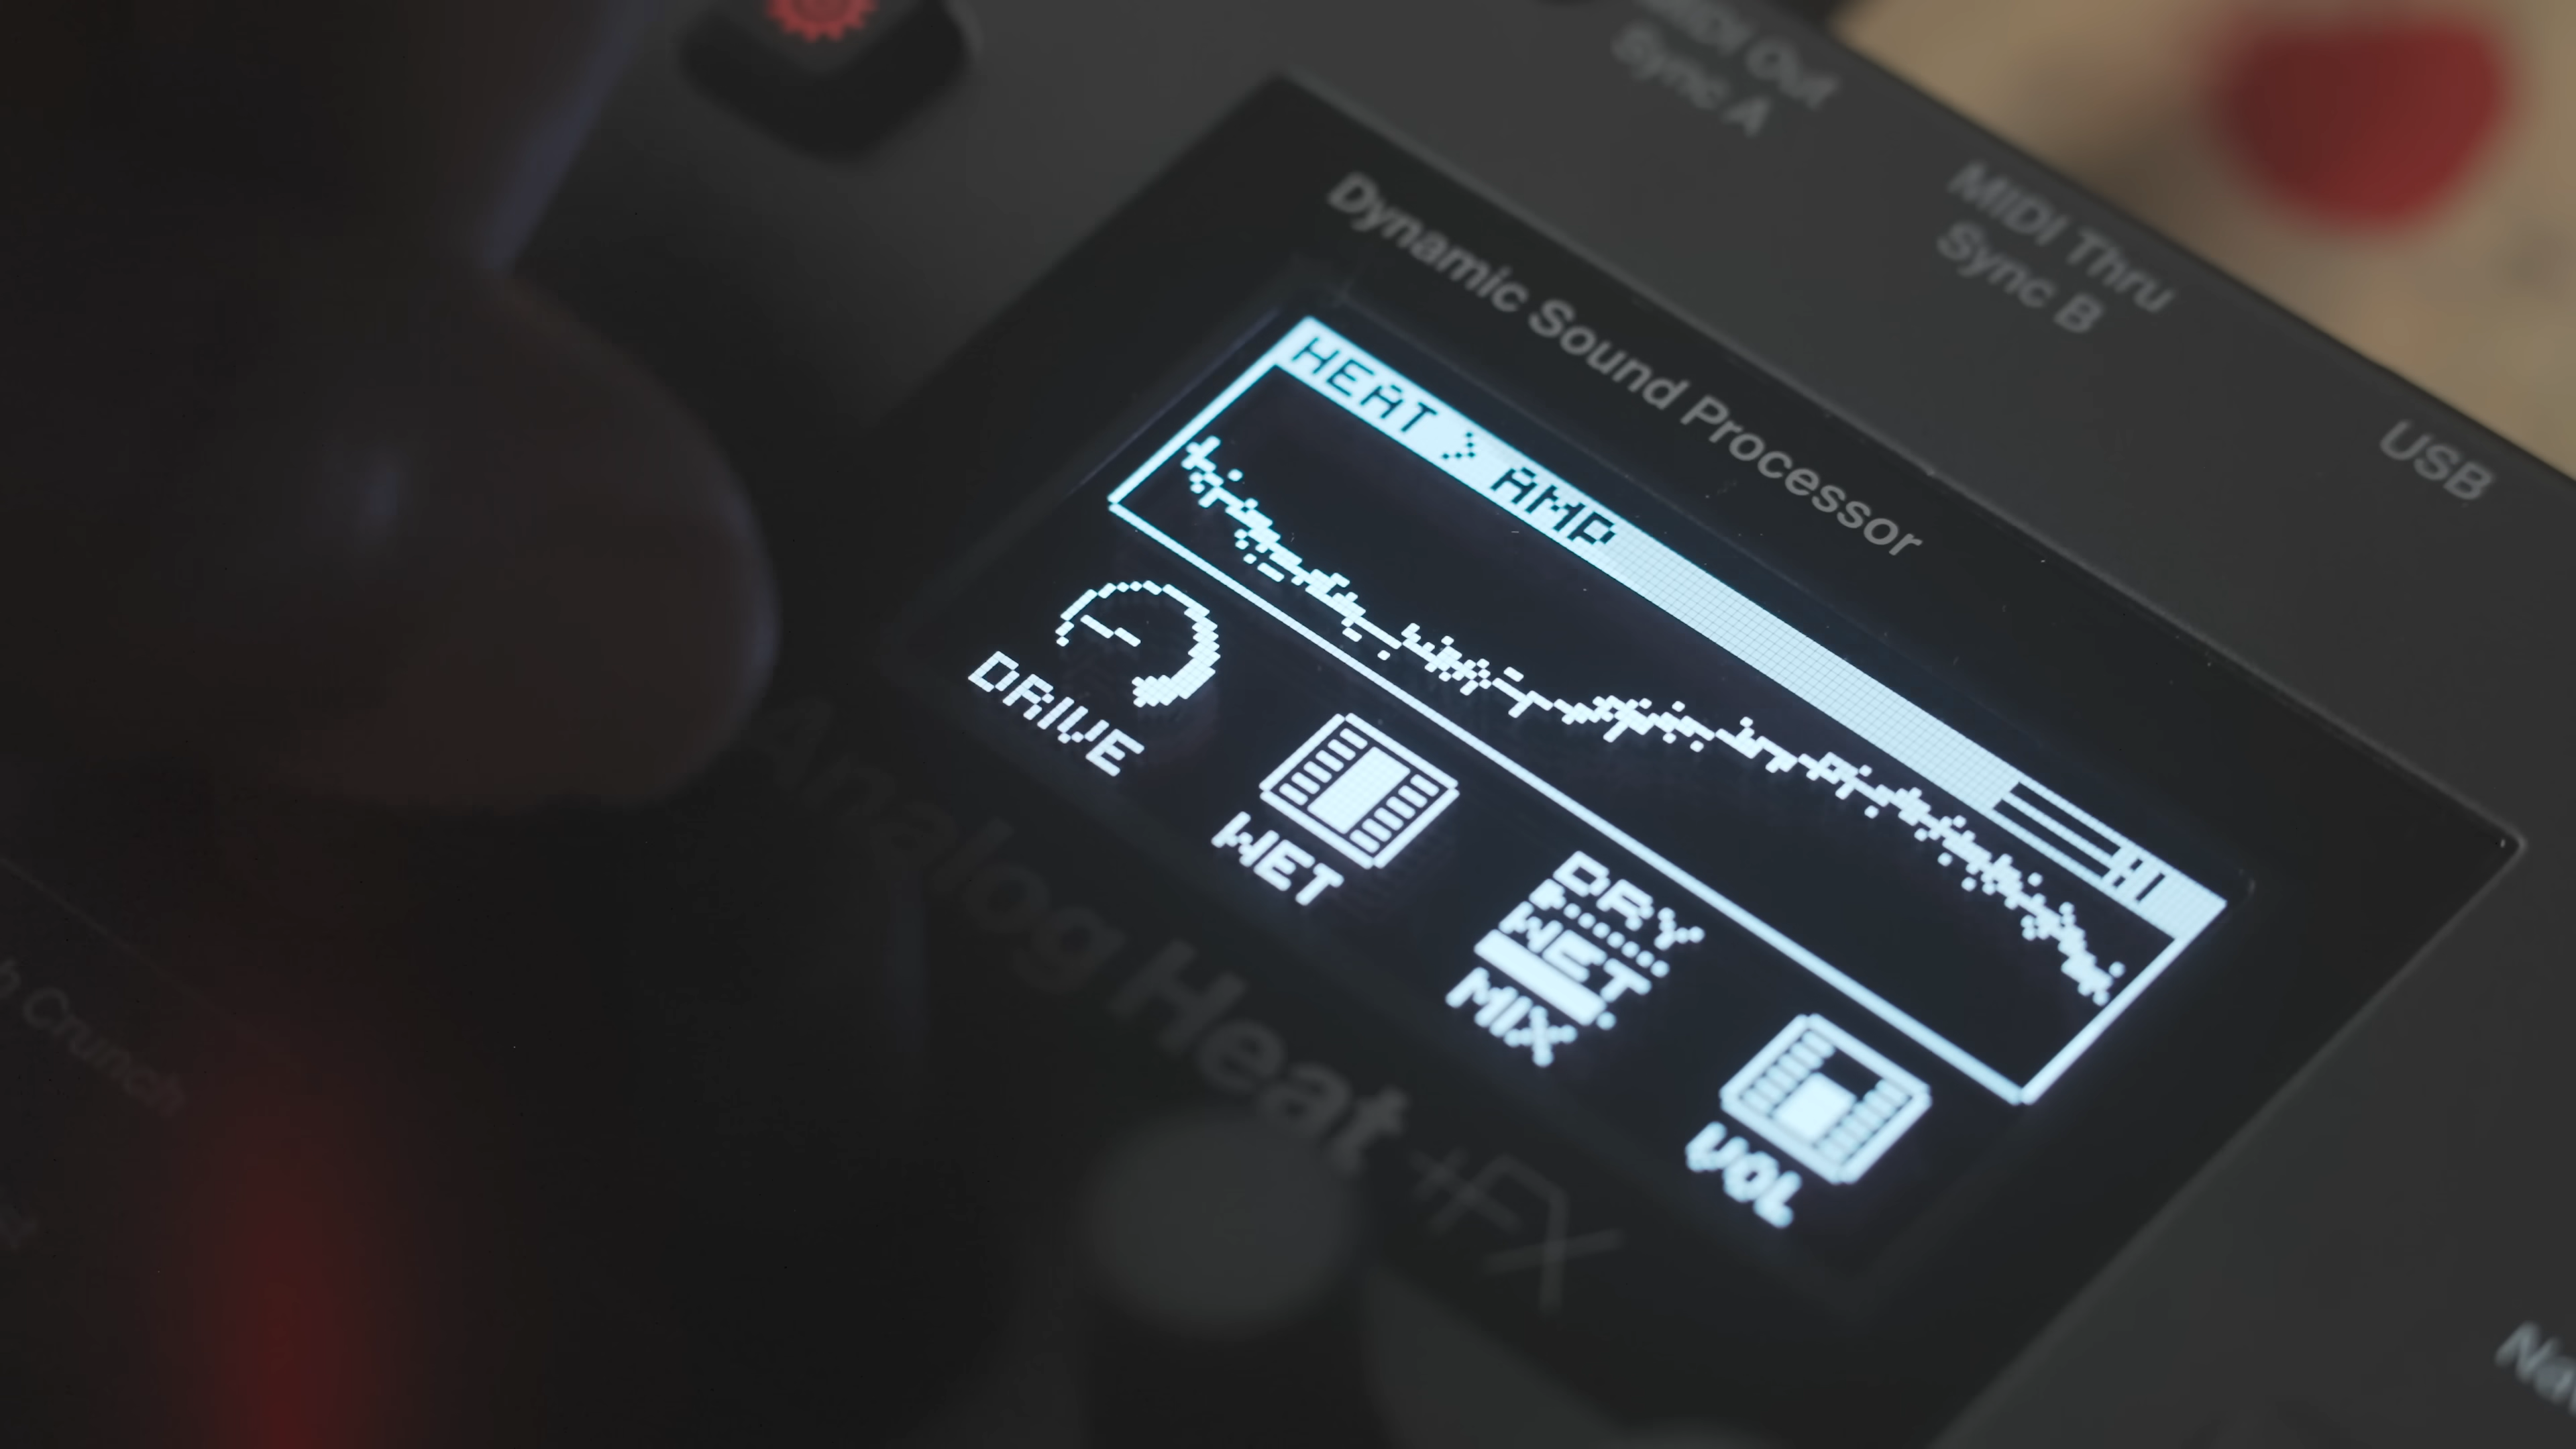 MIDI Out
Sync A
MIDI Thru
Sync B
USB
Dynamic Sound Processor
HEAT > AMP
DRIVE
WET
DRY
WET
MIX
VOL
Analog Heat +FX
Crunch